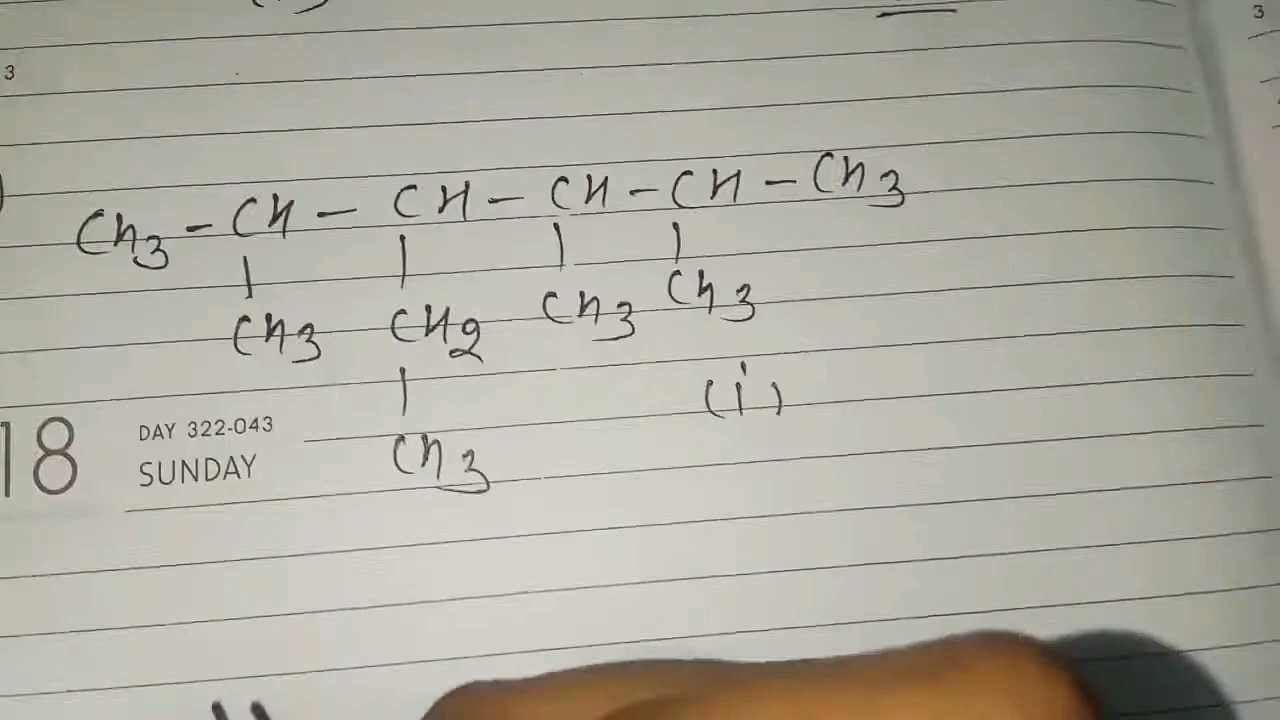 3
3
CH3 - CH - CH - CH - CH - CH3
| | | |
CH3 CH2 CH3 CH3
|
(i)
CH3
18 DAY 322-043
SUNDAY